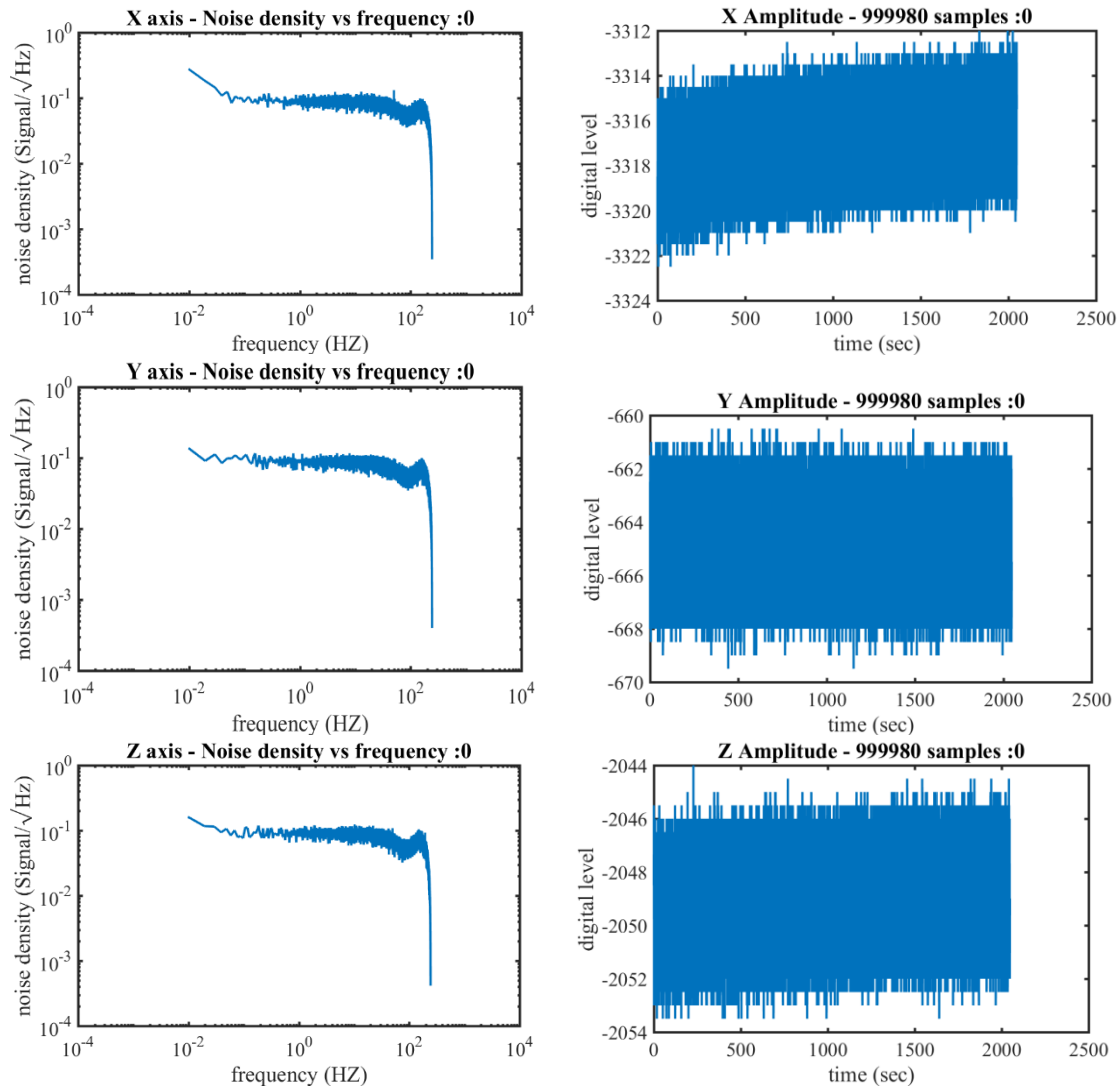 X axis - Noise density vs frequency :0
10^0
10^-1
10^-2
10^-3
10^-4
noise density (Signal/√Hz)
10^-4 10^-2 10^0 10^2 10^4
frequency (HZ)
X Amplitude - 999980 samples :0
-3312
-3314
-3316
-3318
-3320
-3322
-3324
digital level
0 500 1000 1500 2000 2500
time (sec)
Y axis - Noise density vs frequency :0
10^0
10^-1
10^-2
10^-3
10^-4
noise density (Signal/√Hz)
10^-4 10^-2 10^0 10^2 10^4
frequency (HZ)
Y Amplitude - 999980 samples :0
-660
-662
-664
-666
-668
-670
digital level
0 500 1000 1500 2000 2500
time (sec)
Z axis - Noise density vs frequency :0
10^0
10^-1
10^-2
10^-3
10^-4
noise density (Signal/√Hz)
10^-4 10^-2 10^0 10^2 10^4
frequency (HZ)
Z Amplitude - 999980 samples :0
-2044
-2046
-2048
-2050
-2052
-2054
digital level
0 500 1000 1500 2000 2500
time (sec)